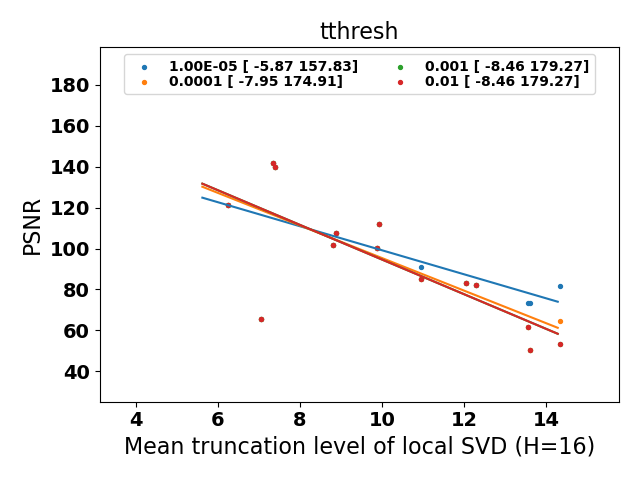 tthresh
1.00E-05 [ -5.87 157.83]
0.0001 [ -7.95 174.91]
0.001 [ -8.46 179.27]
0.01 [ -8.46 179.27]
PSNR
180
160
140
120
100
80
60
40
4 6 8 10 12 14
Mean truncation level of local SVD (H=16)